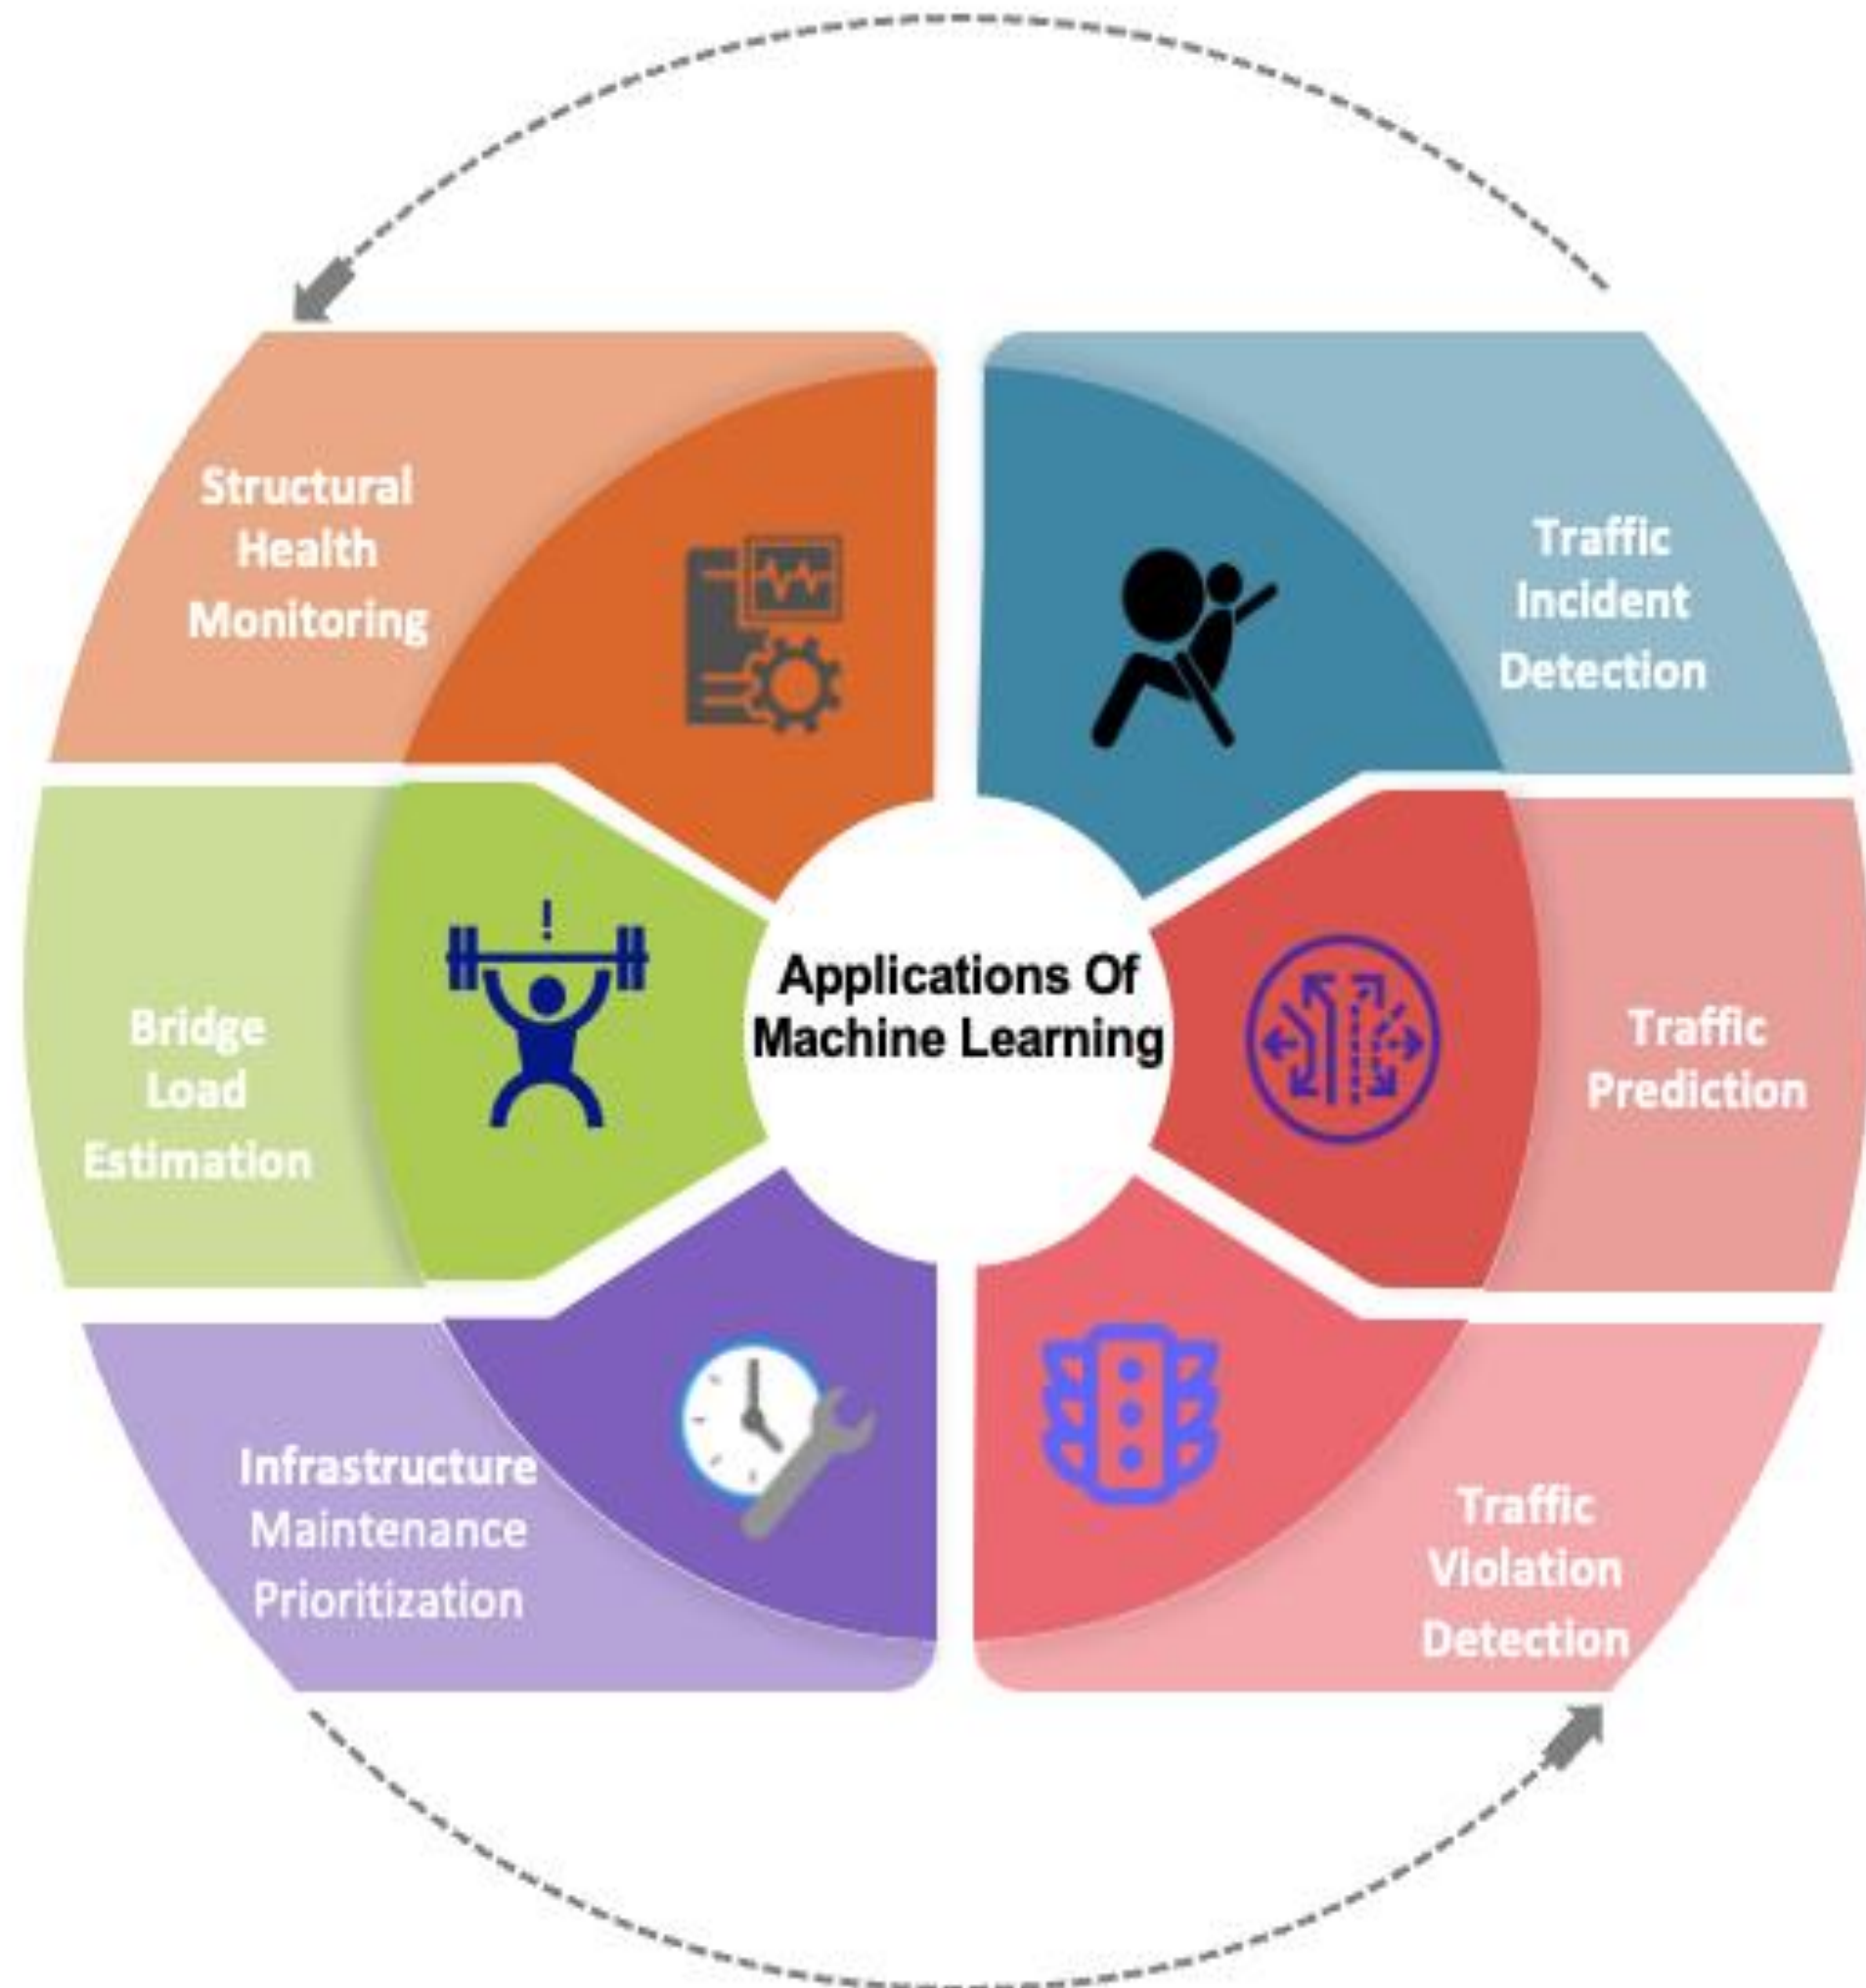 Structural
Health
Monitoring
Traffic
Incident
Detection
Applications Of
Machine Learning
Bridge
Load
Estimation
Traffic
Prediction
Infrastructure
Maintenance
Prioritization
Traffic
Violation
Detection